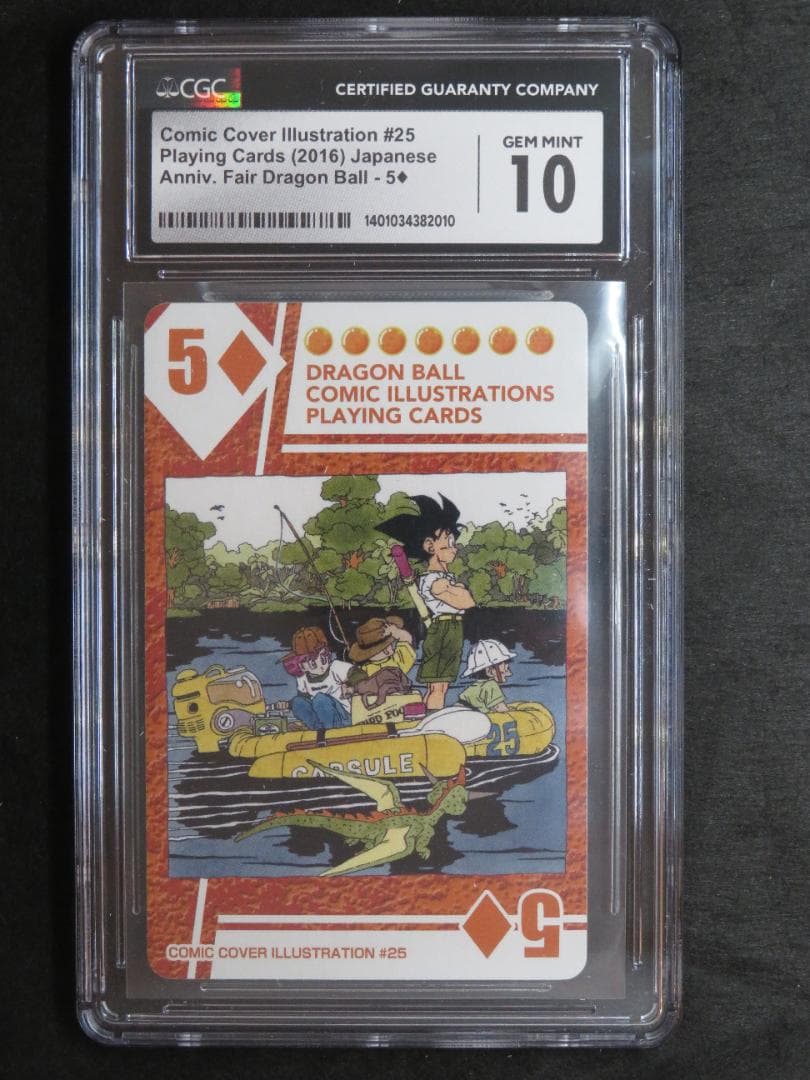 CGC
CERTIFIED GUARANTY COMPANY
Comic Cover Illustration #25
Playing Cards (2016) Japanese
Anniv. Fair Dragon Ball - 5♦
GEM MINT
10
1401034382010
5♦
DRAGON BALL
COMIC ILLUSTRATIONS
PLAYING CARDS
25
CAPSULE
5
COMIC COVER ILLUSTRATION #25